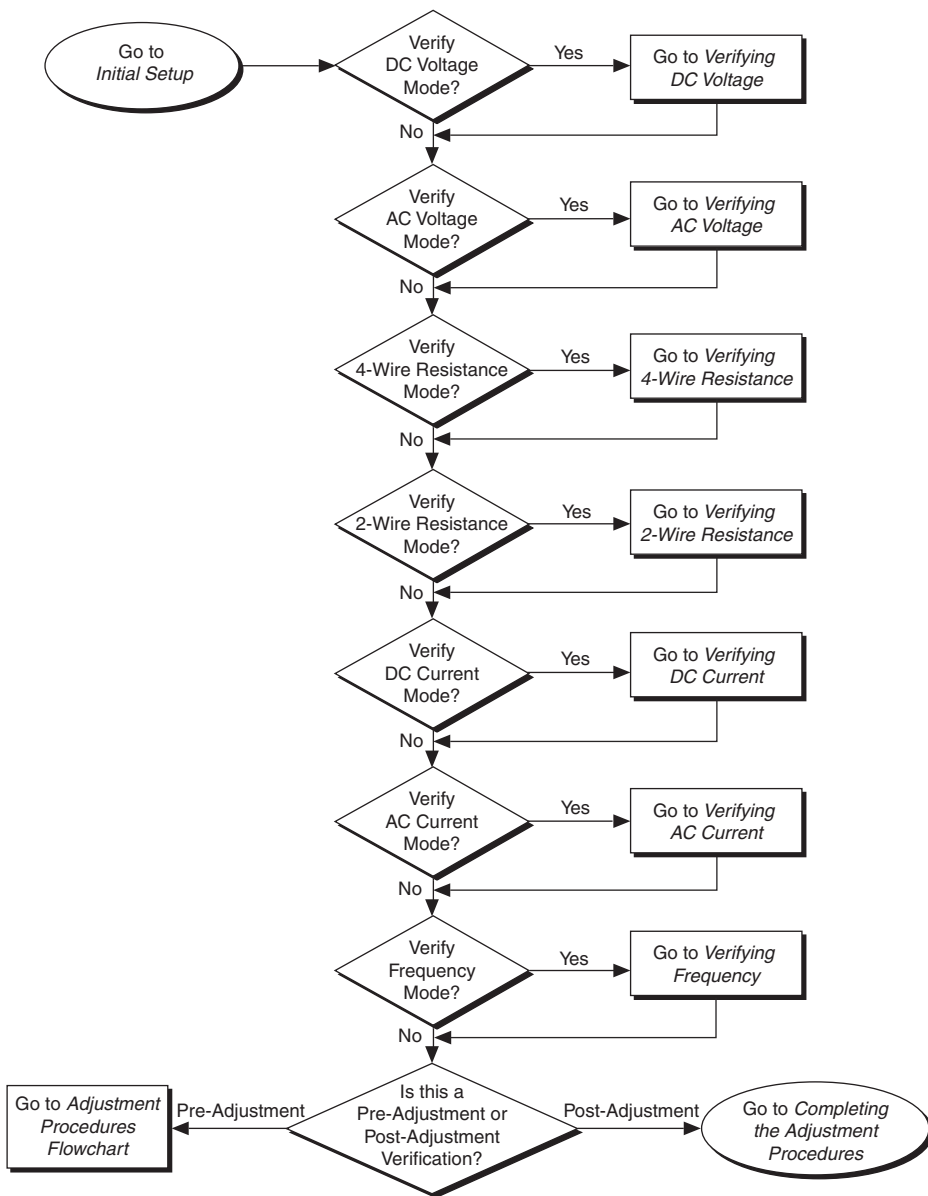 Go to
Initial Setup
Verify
DC Voltage
Mode?
Yes
Go to Verifying
DC Voltage
No
Verify
AC Voltage
Mode?
Yes
Go to Verifying
AC Voltage
No
Verify
4-Wire Resistance
Mode?
Yes
Go to Verifying
4-Wire Resistance
No
Verify
2-Wire Resistance
Mode?
Yes
Go to Verifying
2-Wire Resistance
No
Verify
DC Current
Mode?
Yes
Go to Verifying
DC Current
No
Verify
AC Current
Mode?
Yes
Go to Verifying
AC Current
No
Verify
Frequency
Mode?
Yes
Go to Verifying
Frequency
No
Is this a
Pre-Adjustment or
Post-Adjustment
Verification?
Pre-Adjustment
Go to Adjustment
Procedures
Flowchart
Post-Adjustment
Go to Completing
the Adjustment
Procedures